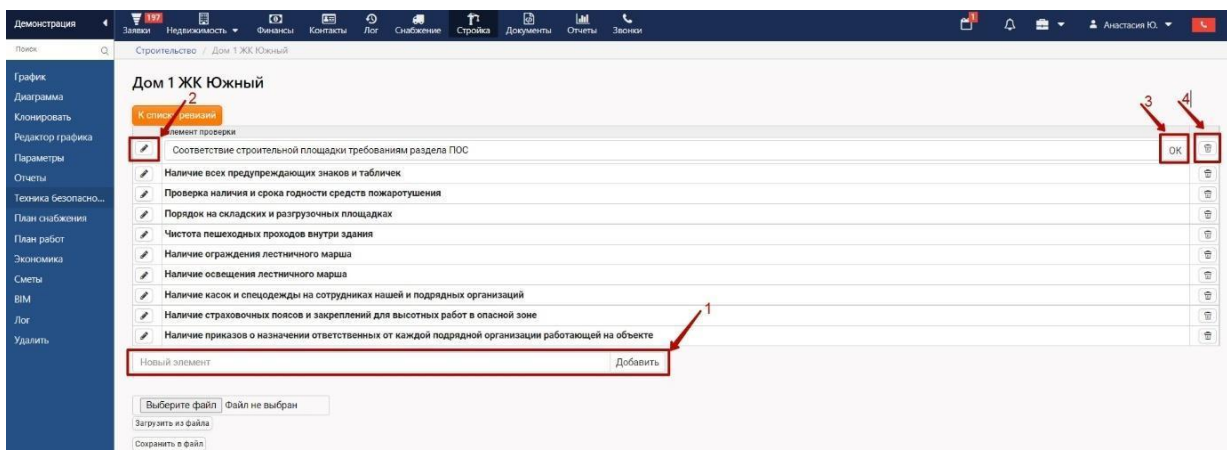 Демонстрация
197
Заявки Недвижимость Финансы Контакты Лог Снабжение Стройка Документы Отчеты Звонки
1
Анастасия Ю.
Поиск
Строительство / Дом 1 ЖК Южный
График
Диаграмма
Клонировать
Редактор графика
Параметры
Отчеты
Техника безопасно...
План снабжения
План работ
Экономика
Сметы
BIM
Лог
Удалить
Дом 1 ЖК Южный
2
3
4
К списку ревизий
элемент проверки
Соответствие строительной площадки требованиям раздела ПОС
OK
Наличие всех предупреждающих знаков и табличек
Проверка наличия и срока годности средств пожаротушения
Порядок на складских и разгрузочных площадках
Чистота пешеходных проходов внутри здания
Наличие ограждения лестничного марша
Наличие освещения лестничного марша
Наличие касок и спецодежды на сотрудниках нашей и подрядных организаций
Наличие страховочных поясов и закреплений для высотных работ в опасной зоне
1
Наличие приказов о назначении ответственных от каждой подрядной организации работающей на объекте
Новый элемент
Добавить
Выберите файл Файл не выбран
Загрузить из файла
Сохранить в файл